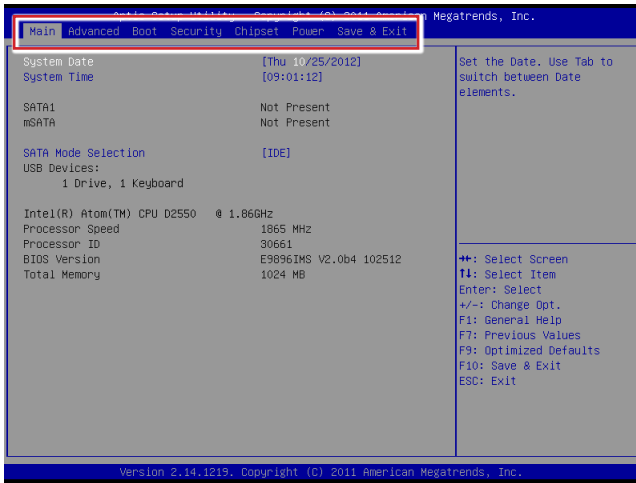 Aptio Setup Utility - Copyright (C) 2011 American Megatrends, Inc.
Main Advanced Boot Security Chipset Power Save & Exit
System Date [Thu 10/25/2012]
System Time [09:01:12]
SATA1 Not Present
mSATA Not Present
SATA Mode Selection [IDE]
USB Devices:
1 Drive, 1 Keyboard
Intel(R) Atom(TM) CPU D2550 @ 1.86GHz
Processor Speed 1865 MHz
Processor ID 30661
BIOS Version E9896IMS V2.0b4 102512
Total Memory 1024 MB
Set the Date. Use Tab to
switch between Date
elements.
→←: Select Screen
↑↓: Select Item
Enter: Select
+/-: Change Opt.
F1: General Help
F7: Previous Values
F9: Optimized Defaults
F10: Save & Exit
ESC: Exit
Version 2.14.1219. Copyright (C) 2011 American Megatrends, Inc.